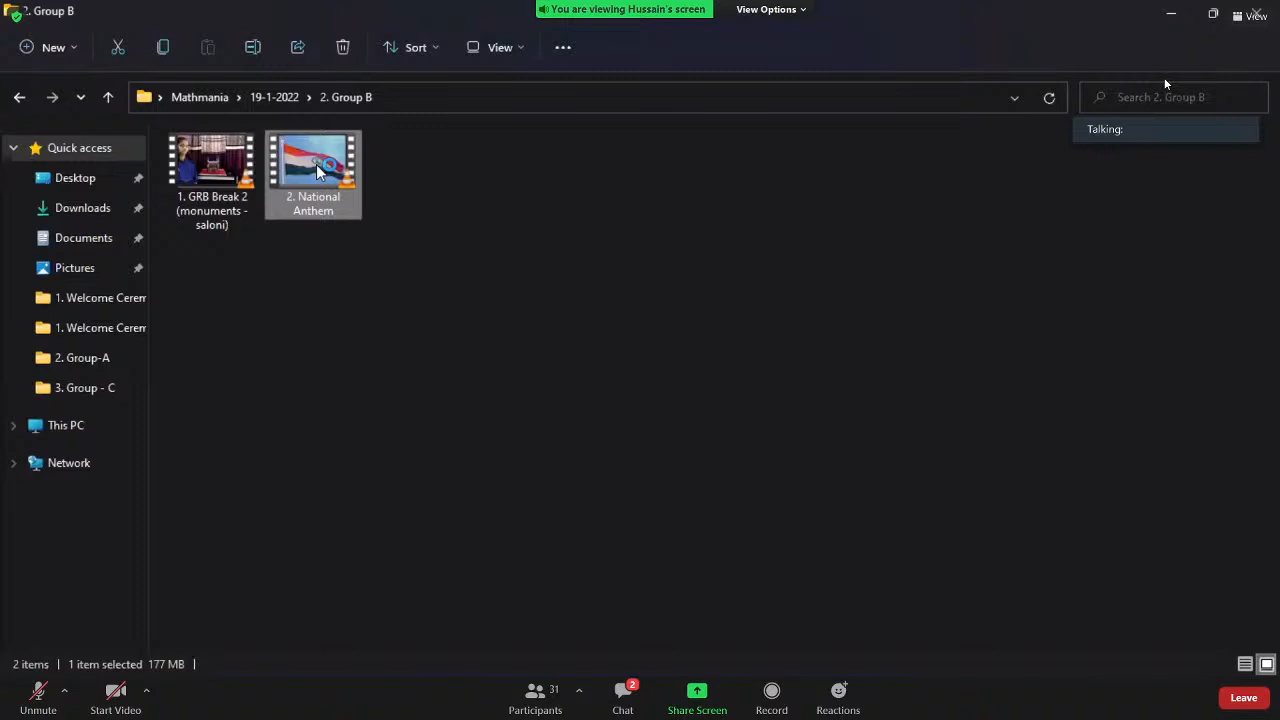 2. Group B
You are viewing Hussain's screen
View Options
View
New
Sort
View
Mathmania
19-1-2022
2. Group B
Search 2. Group B
Talking:
Quick access
Desktop
Downloads
Documents
Pictures
1. Welcome Cerem
1. Welcome Cerem
2. Group-A
3. Group - C
This PC
Network
1. GRB Break 2
(monuments -
saloni)
2. National
Anthem
2 items
1 item selected 177 MB
Unmute
Start Video
31
Participants
2
Chat
Share Screen
Record
Reactions
Leave